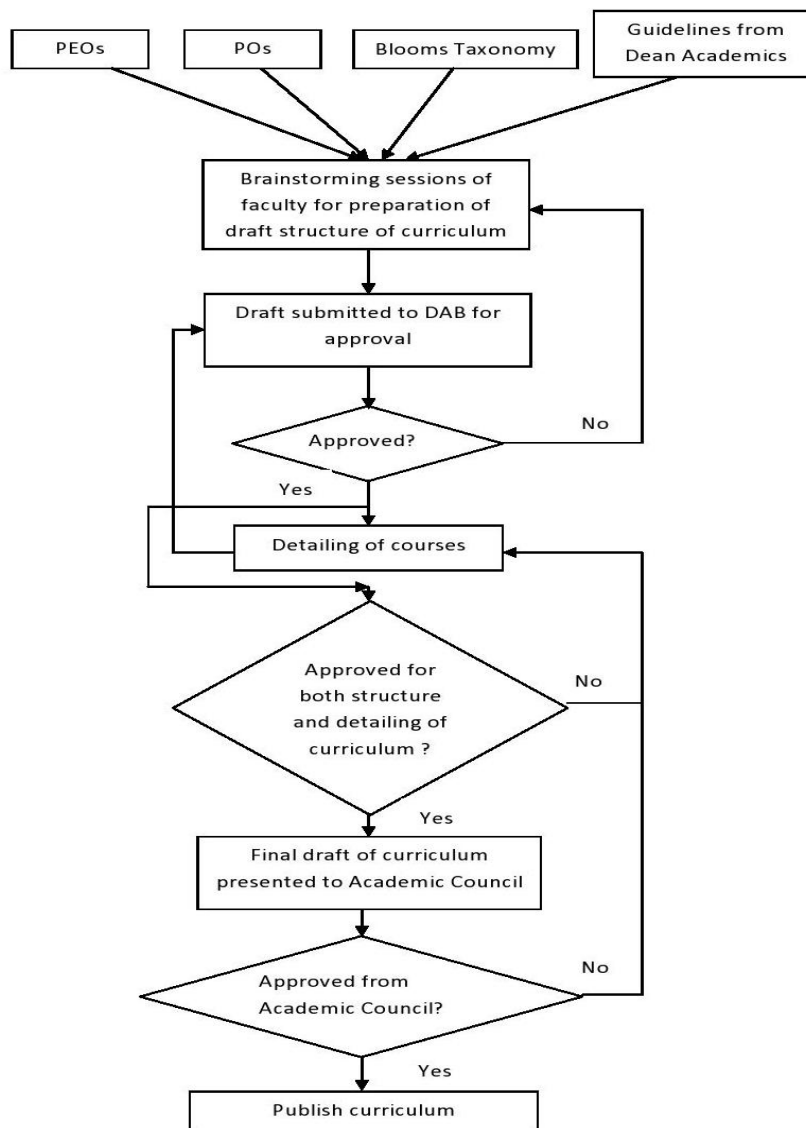 PEOs
POs
Blooms Taxonomy
Guidelines from
Dean Academics
Brainstorming sessions of
faculty for preparation of
draft structure of curriculum
Draft submitted to DAB for
approval
Approved?
No
Yes
Detailing of courses
Approved for
both structure
and detailing of
curriculum ?
No
Yes
Final draft of curriculum
presented to Academic Council
Approved from
Academic Council?
No
Yes
Publish curriculum